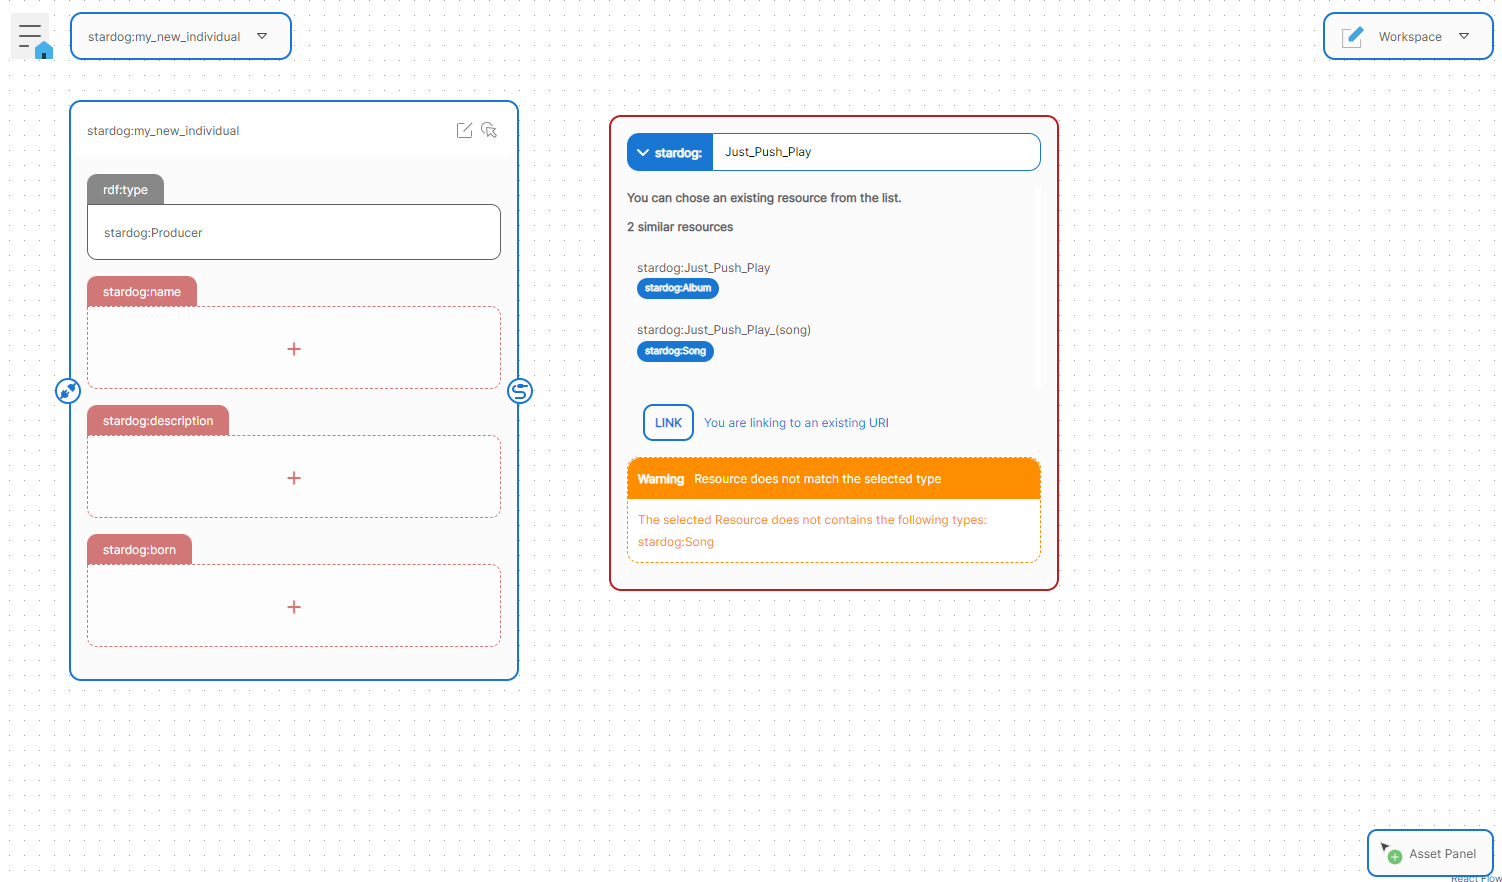 stardog:my_new_individual
Workspace
stardog:my_new_individual
rdf:type
stardog:Producer
stardog:name
+
stardog:description
+
stardog:born
+
stardog: Just_Push_Play
You can chose an existing resource from the list.
2 similar resources
stardog:Just_Push_Play
stardog:Album
stardog:Just_Push_Play_(song)
stardog:Song
LINK You are linking to an existing URI
Warning Resource does not match the selected type
The selected Resource does not contains the following types:
stardog:Song
Asset Panel
React Flow